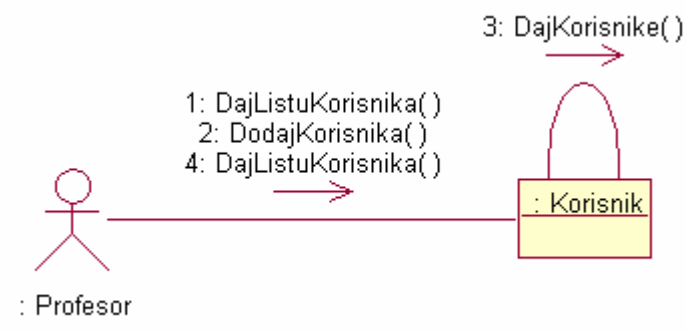 3: DajKorisnike( )
1: DajListuKorisnika( )
2: DodajKorisnika( )
4: DajListuKorisnika( )
: Korisnik
: Profesor